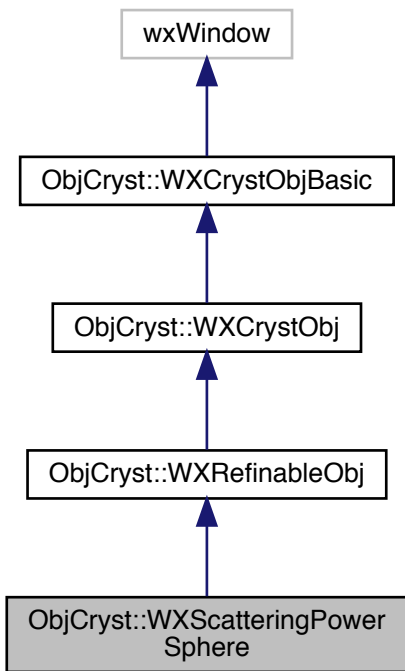 wxWindow
ObjCryst::WXCrystObjBasic
ObjCryst::WXCrystObj
ObjCryst::WXRefinableObj
ObjCryst::WXScatteringPower
Sphere